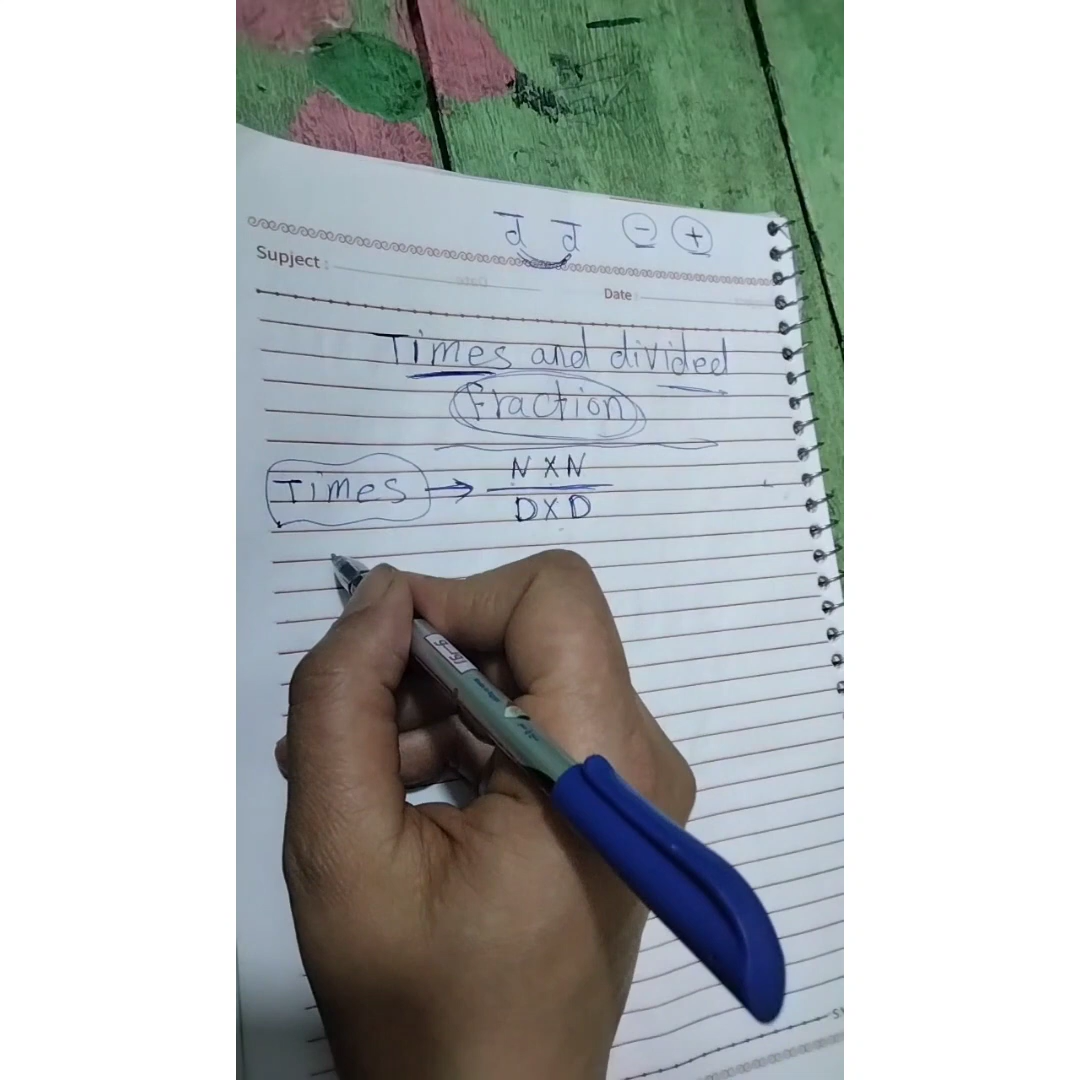 d d - +
Supject :
Date :
Times and divided
fraction
Times → N X N
D X D